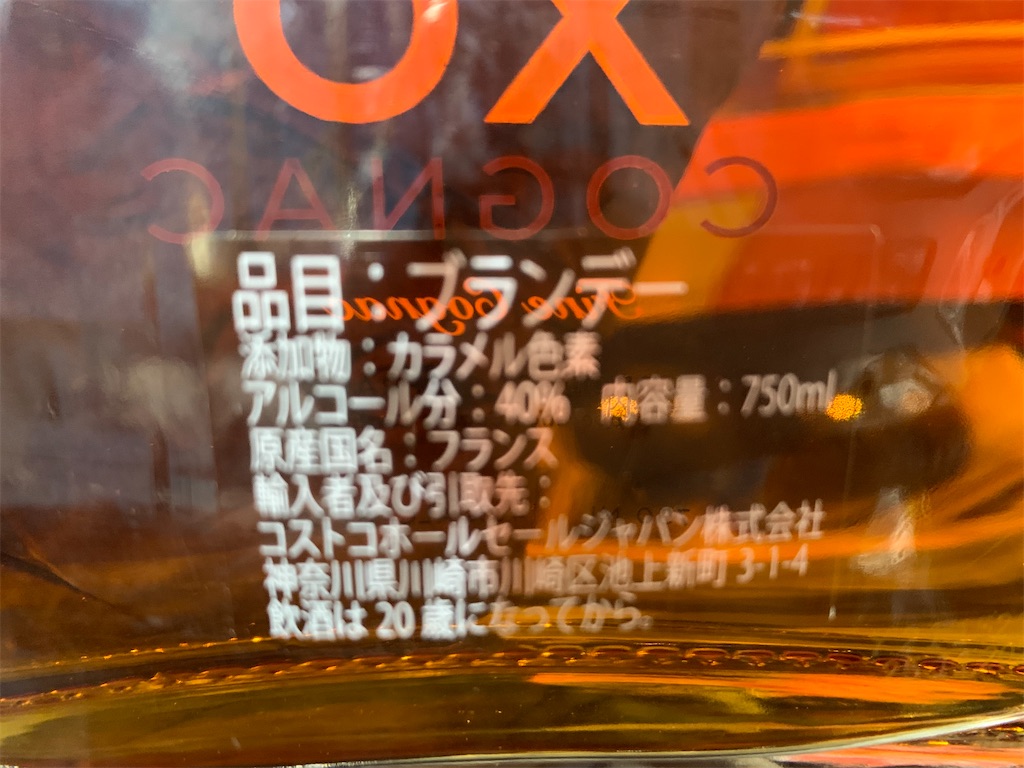 XO
COGNAC
品目：ブランデー
Fine Cognac
添加物：カラメル色素
アルコール分：40% 内容量：750ml
原産国名：フランス
輸入者及び引取先：
コストコホールセールジャパン株式会社
神奈川県川崎市川崎区池上新町 3-1-4
飲酒は 20 歳になってから。